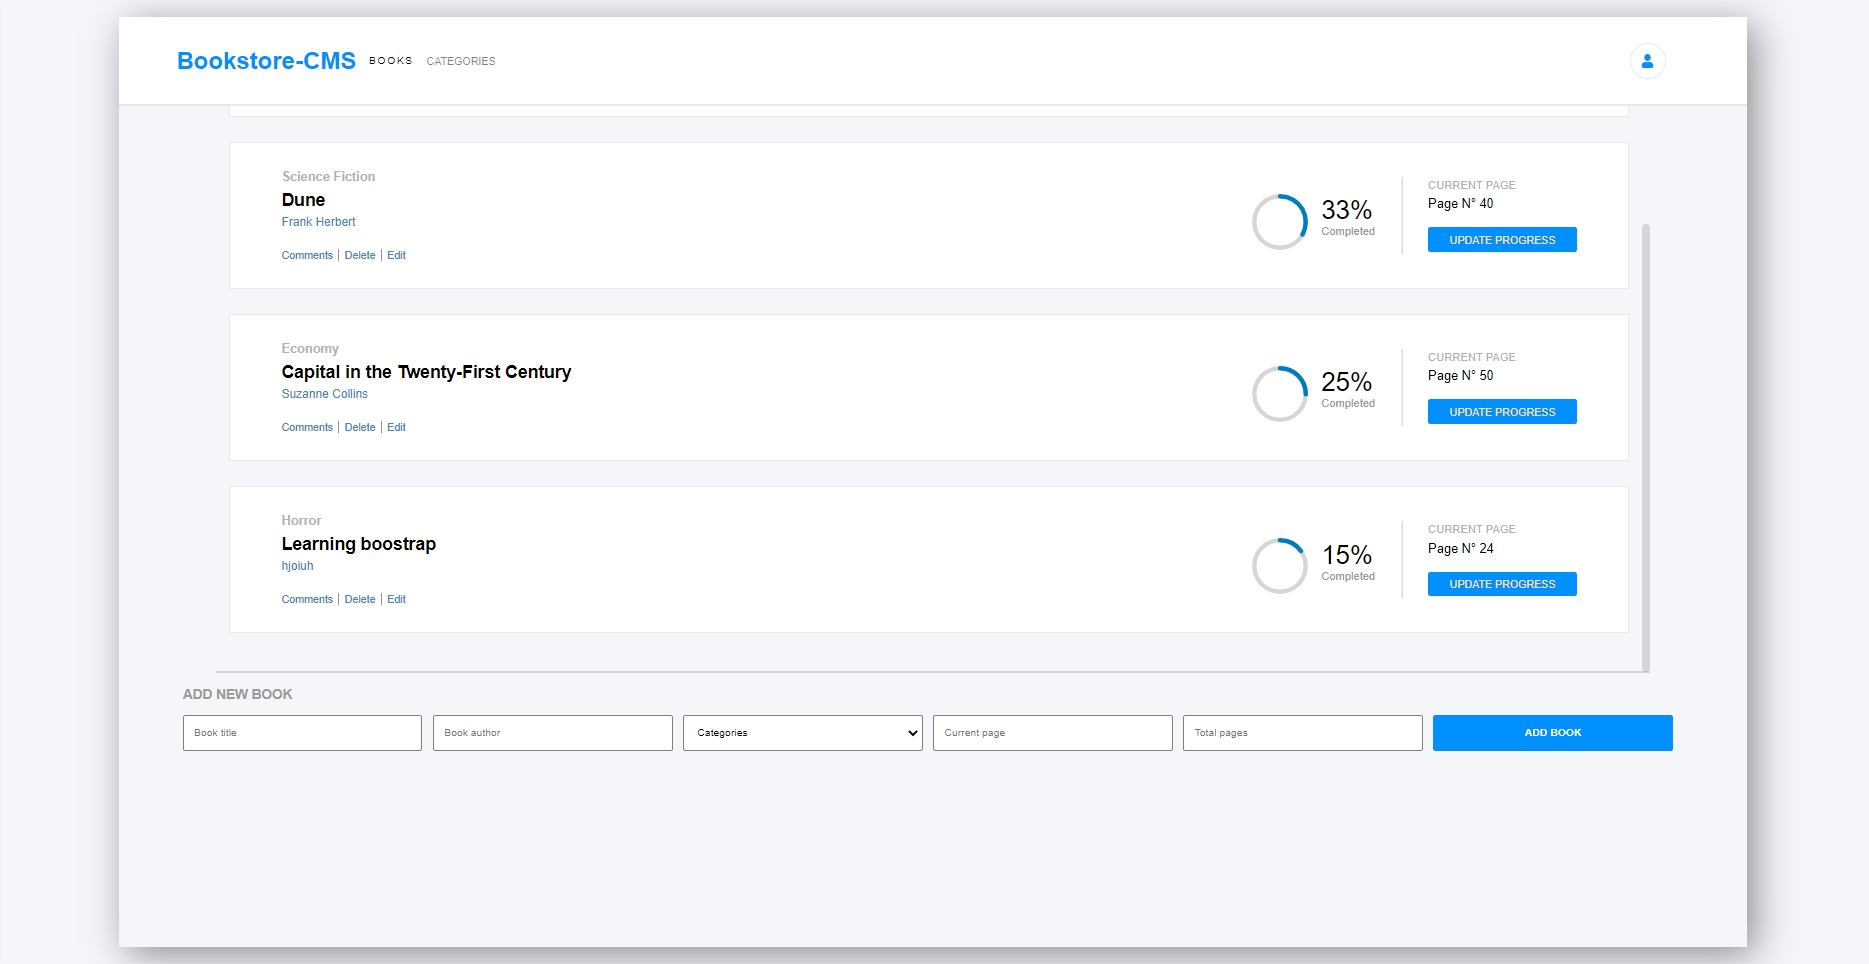 Bookstore-CMS BOOKS CATEGORIES
Science Fiction
Dune
Frank Herbert
Comments | Delete | Edit
33%
Completed
CURRENT PAGE
Page N° 40
UPDATE PROGRESS
Economy
Capital in the Twenty-First Century
Suzanne Collins
Comments | Delete | Edit
25%
Completed
CURRENT PAGE
Page N° 50
UPDATE PROGRESS
Horror
Learning boostrap
hjoiuh
Comments | Delete | Edit
15%
Completed
CURRENT PAGE
Page N° 24
UPDATE PROGRESS
ADD NEW BOOK
Book title Book author Categories Current page Total pages ADD BOOK